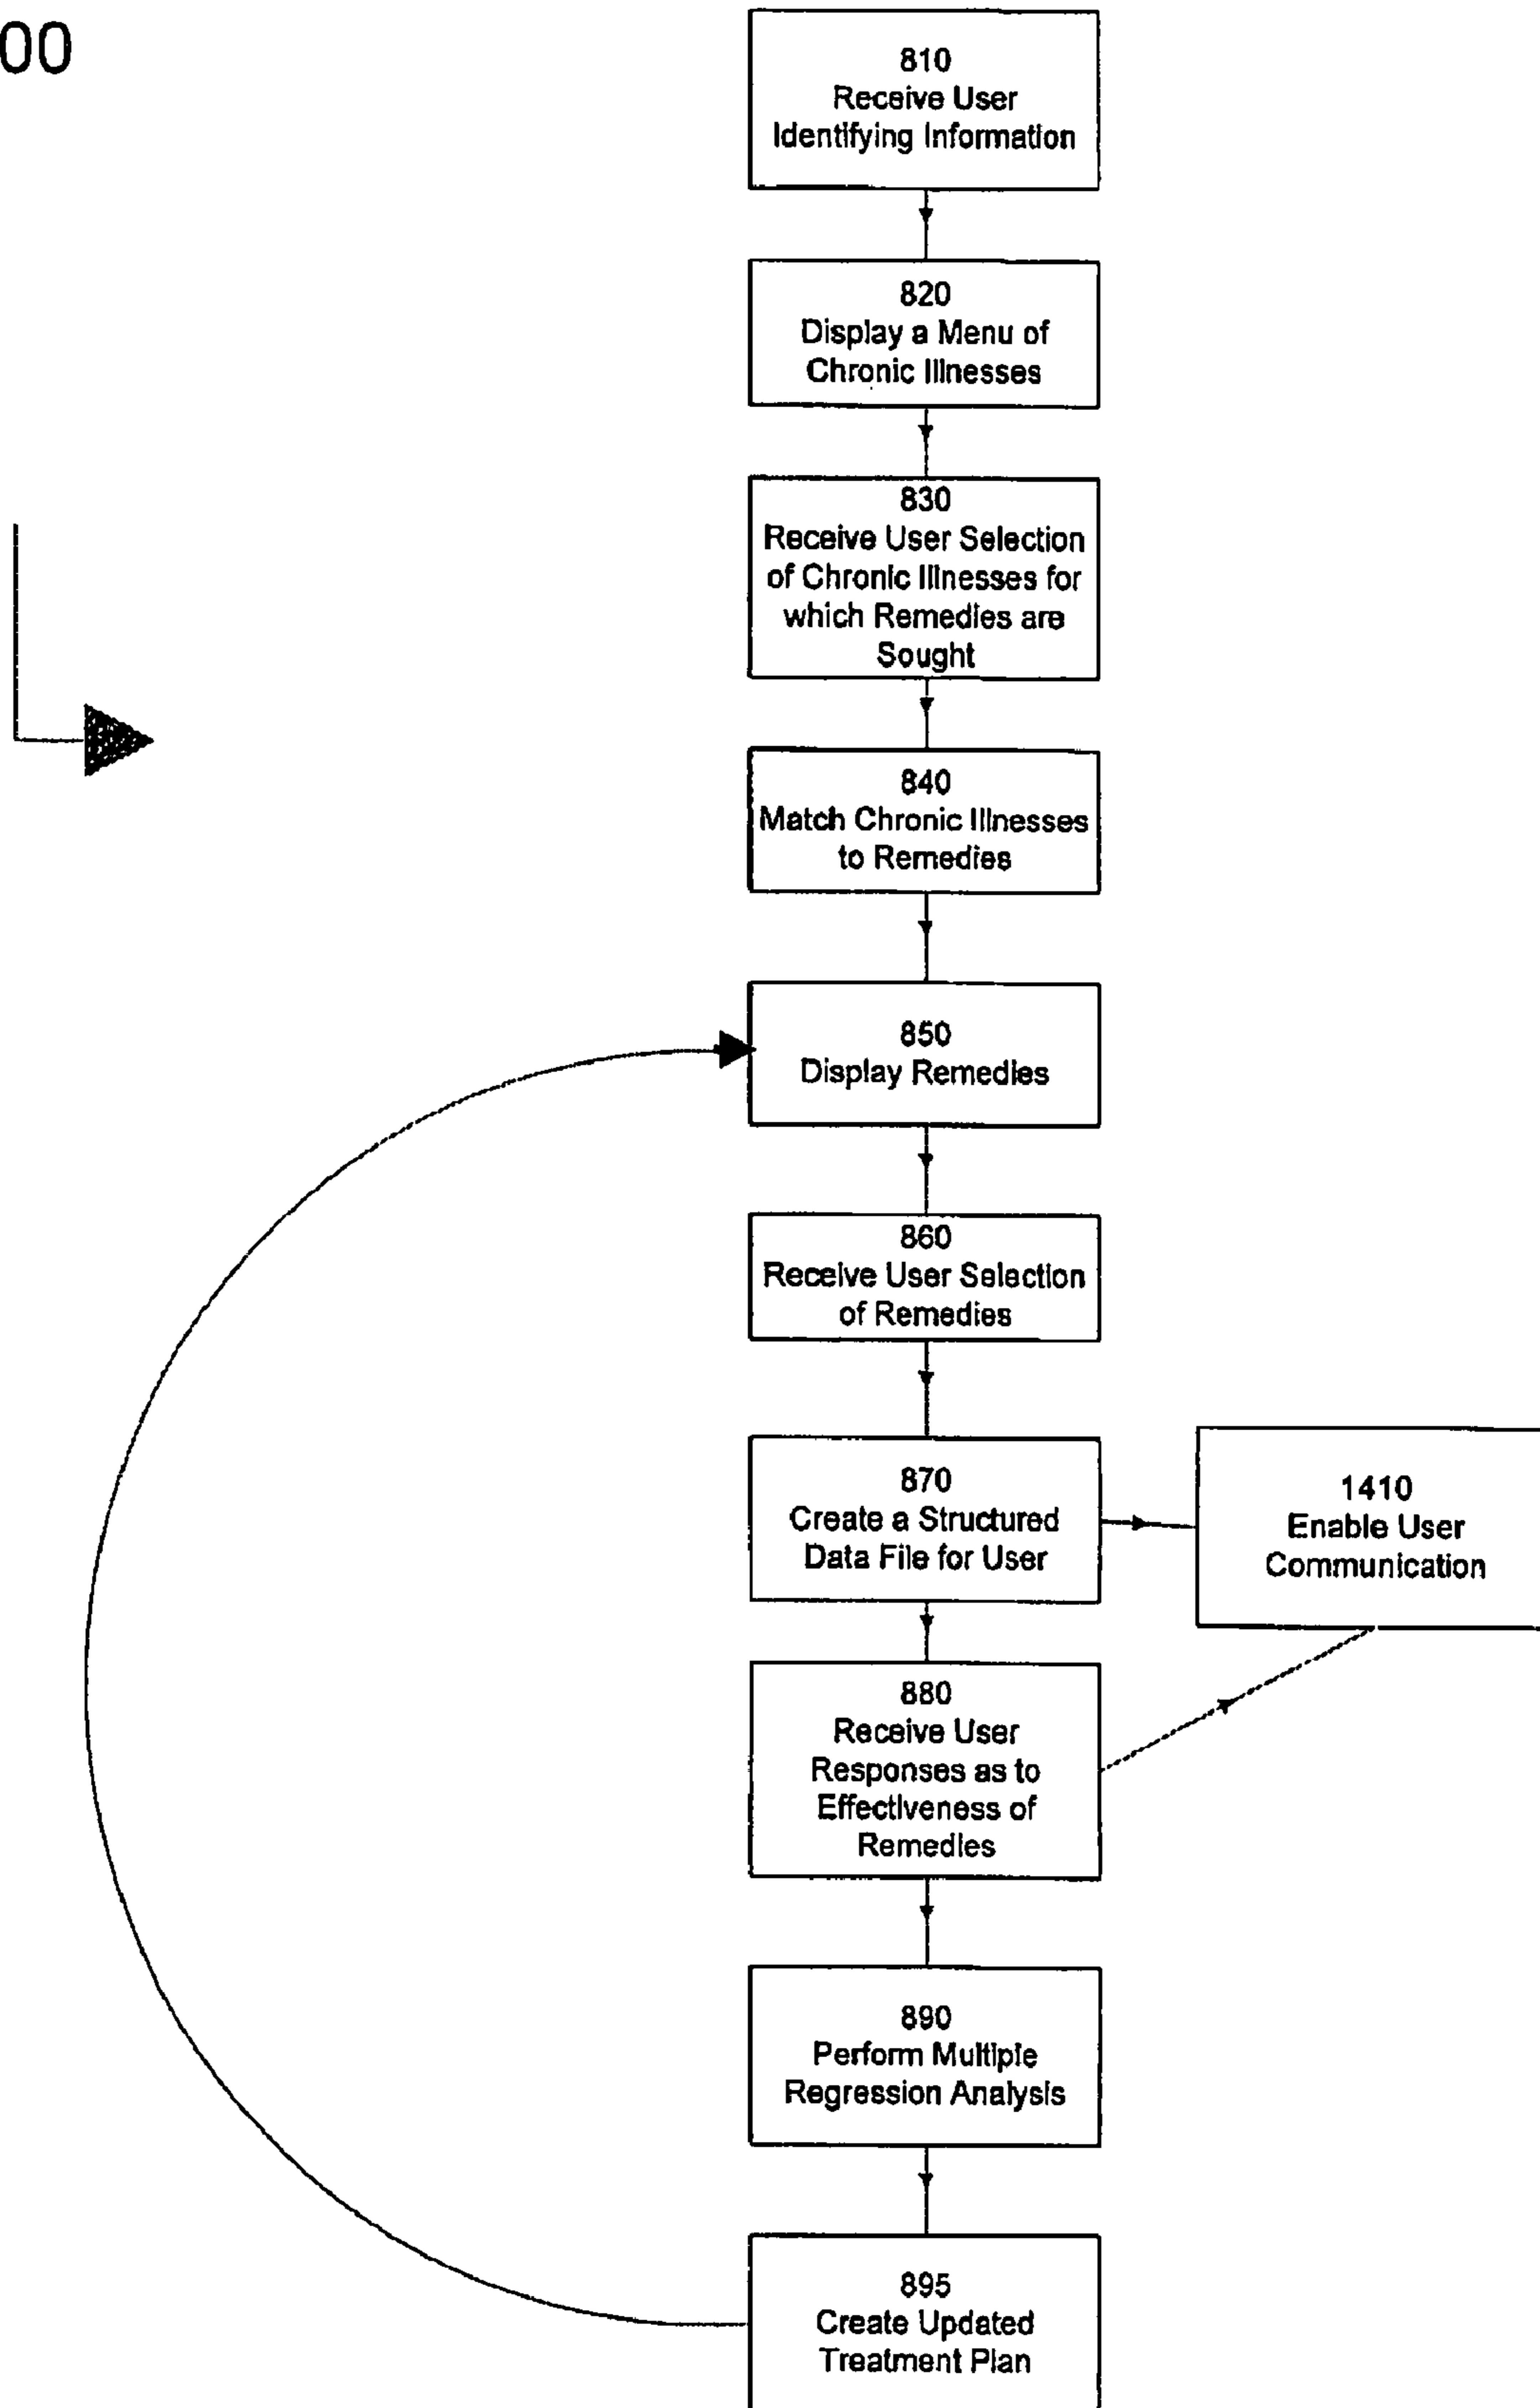 00
810
Receive User
Identifying Information
820
Display a Menu of
Chronic Illnesses
830
Receive User Selection
of Chronic Illnesses for
which Remedies are
Sought
840
Match Chronic Illnesses
to Remedies
850
Display Remedies
860
Receive User Selection
of Remedies
870
Create a Structured
Data File for User
1410
Enable User
Communication
880
Receive User
Responses as to
Effectiveness of
Remedies
890
Perform Multiple
Regression Analysis
895
Create Updated
Treatment Plan